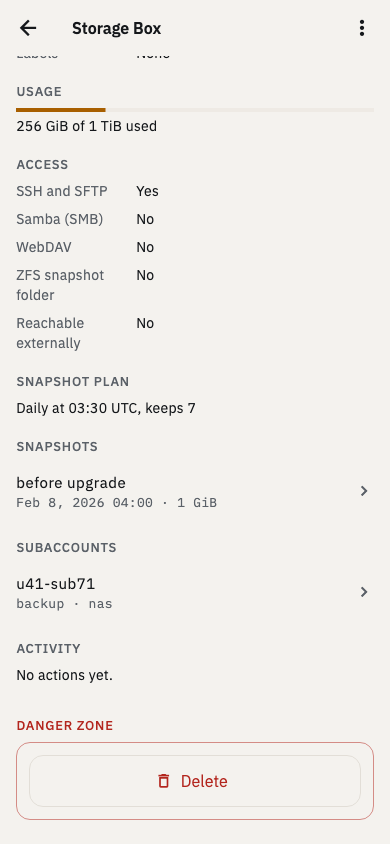 Storage Box
Labels None
USAGE
256 GiB of 1 TiB used
ACCESS
SSH and SFTP Yes
Samba (SMB) No
WebDAV No
ZFS snapshot No
folder
Reachable No
externally
SNAPSHOT PLAN
Daily at 03:30 UTC, keeps 7
SNAPSHOTS
before upgrade
Feb 8, 2026 04:00 · 1 GiB
SUBACCOUNTS
u41-sub71
backup · nas
ACTIVITY
No actions yet.
DANGER ZONE
Delete